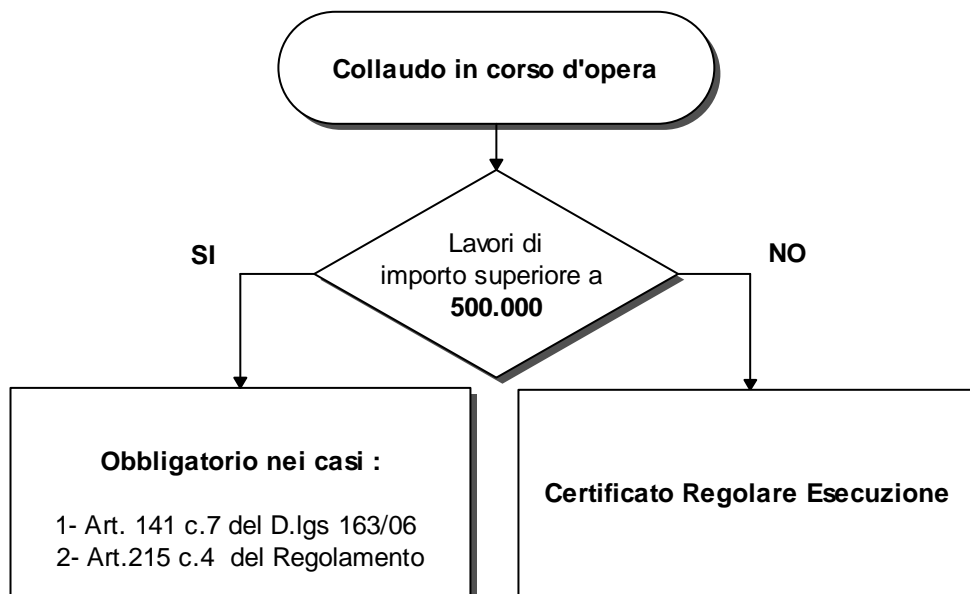 Collaudo in corso d'opera
SI
Lavori di
importo superiore a
500.000
NO
Obbligatorio nei casi :
1- Art. 141 c.7 del D.lgs 163/06
2- Art.215 c.4 del Regolamento
Certificato Regolare Esecuzione